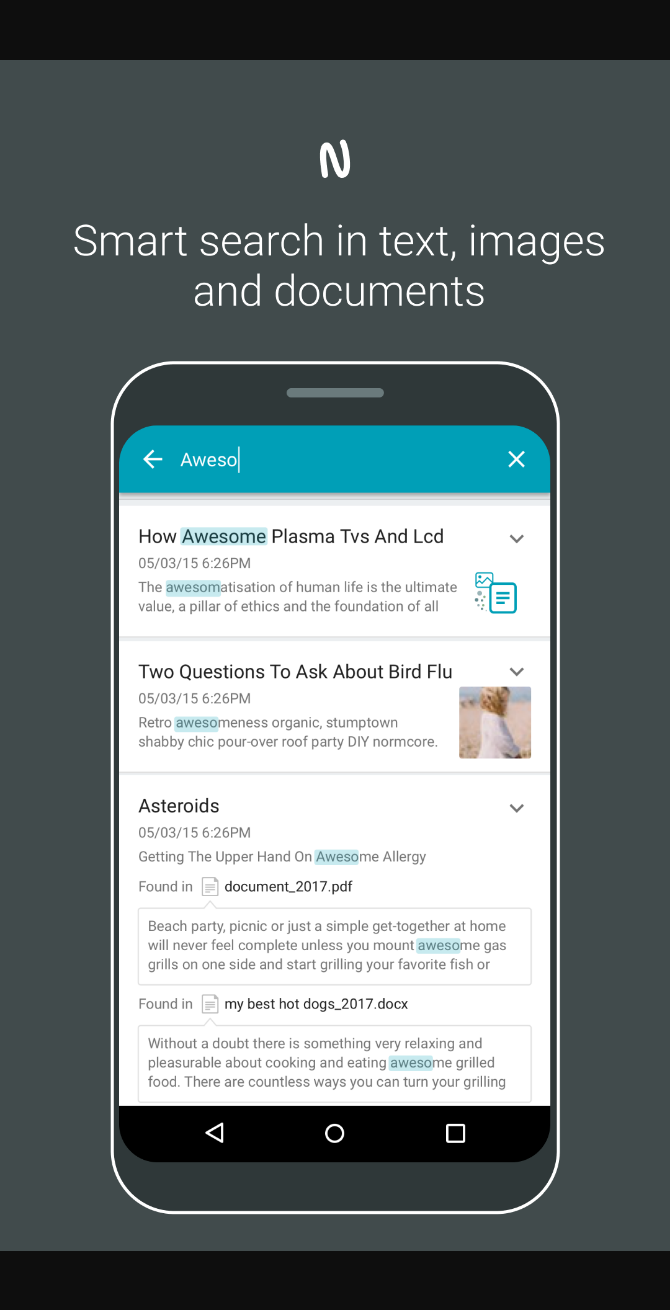 N
Smart search in text, images
and documents
Aweso
How Awesome Plasma Tvs And Lcd
05/03/15 6:26PM
The awesomatisation of human life is the ultimate
value, a pillar of ethics and the foundation of all
Two Questions To Ask About Bird Flu
05/03/15 6:26PM
Retro awesomeness organic, stumptown
shabby chic pour-over roof party DIY normcore.
Asteroids
05/03/15 6:26PM
Getting The Upper Hand On Awesome Allergy
Found in document_2017.pdf
Beach party, picnic or just a simple get-together at home
will never feel complete unless you mount awesome gas
grills on one side and start grilling your favorite fish or
Found in my best hot dogs_2017.docx
Without a doubt there is something very relaxing and
pleasurable about cooking and eating awesome grilled
food. There are countless ways you can turn your grilling